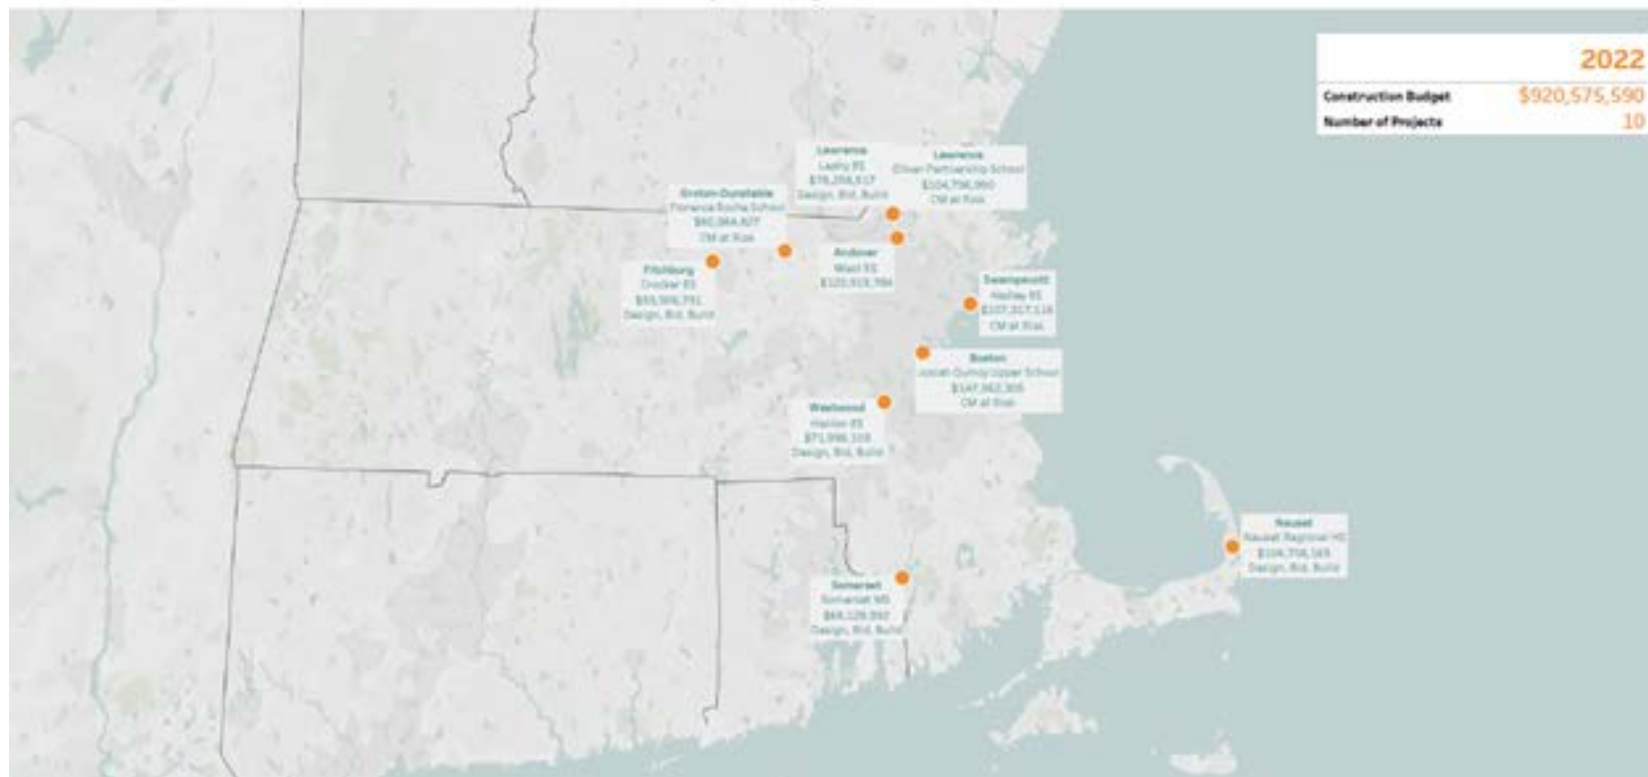 2022
Construction Budget $920,575,590
Number of Projects 10
Lawrence
Leahy ES
Design, Bid, Build
Lawrence
Oliver Partnership School
CM at Risk
Groton-Dunstable
Florence Roche School
CM at Risk
Andover
West ES
Fitchburg
Crocker ES
Design, Bid, Build
Swampscott
Hadley ES
CM at Risk
Boston
Josiah Quincy Upper School
CM at Risk
Westwood
Hanlon ES
Design, Bid, Build
Nauset
Nauset Regional HS
Design, Bid, Build
Somerset
Somerset MS
Design, Bid, Build